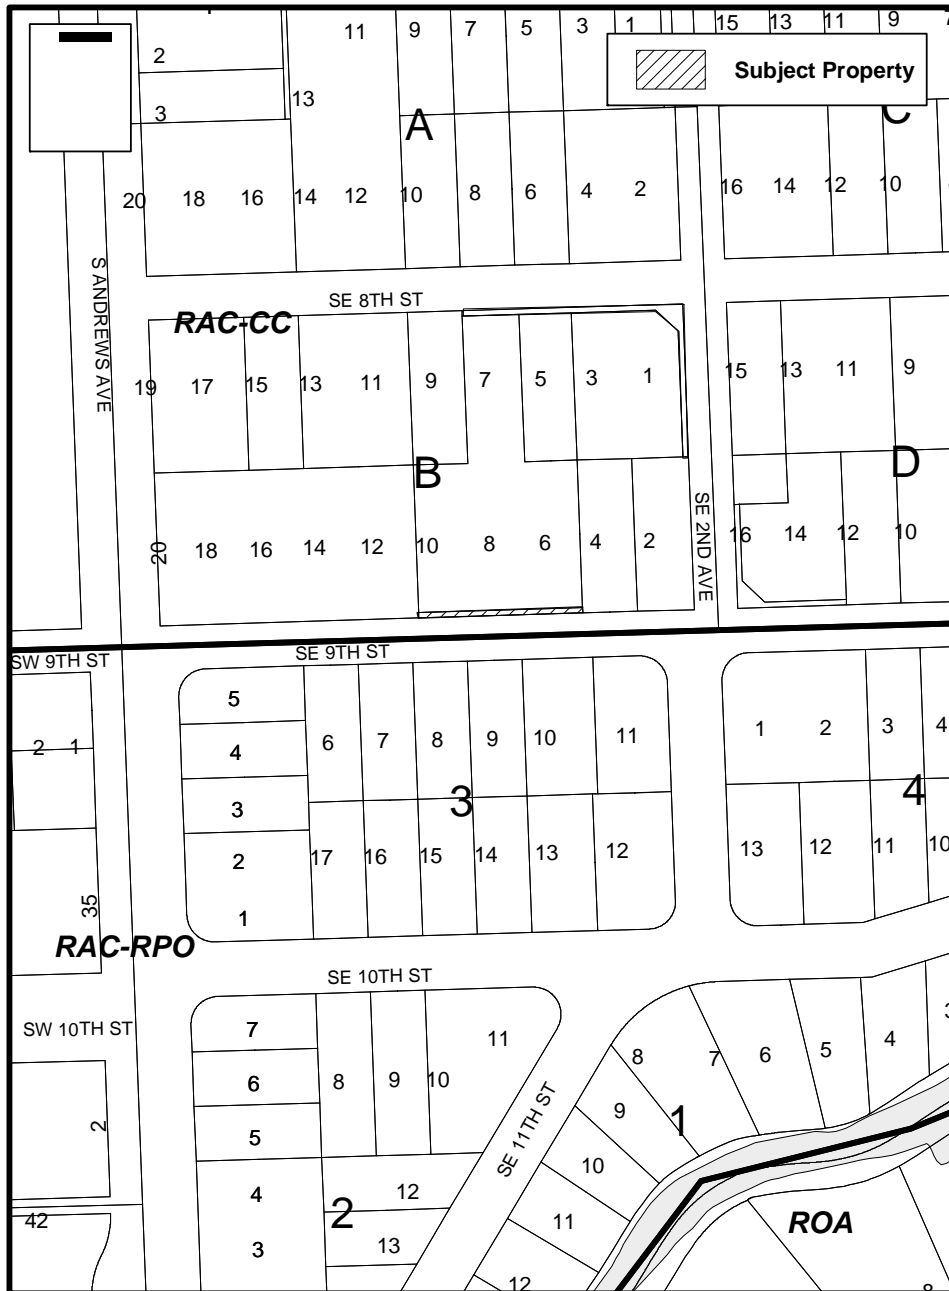 11 9 7 5 3 1 15 13 11 9
2
Subject Property
3 13
A C
20 18 16 14 12 10 8 6 4 2 16 14 12 10
S ANDREWS AVE
SE 8TH ST
RAC-CC
19 17 15 13 11 9 7 5 3 1 15 13 11 9
B D
SE 2ND AVE
20 18 16 14 12 10 8 6 4 2 16 14 12 10
SE 9TH ST
SW 9TH ST
5
2 1 4 6 7 8 9 10 11 1 2 3 4
3 3 4
2 17 16 15 14 13 12 13 12 11 10
35 1
RAC-RPO
SE 10TH ST
SW 10TH ST
7 11 8 7 6 5 4
6 8 9 10
SE 11TH ST
2 5 9 1
10
4 12
42 2 11 ROA
3 13
12